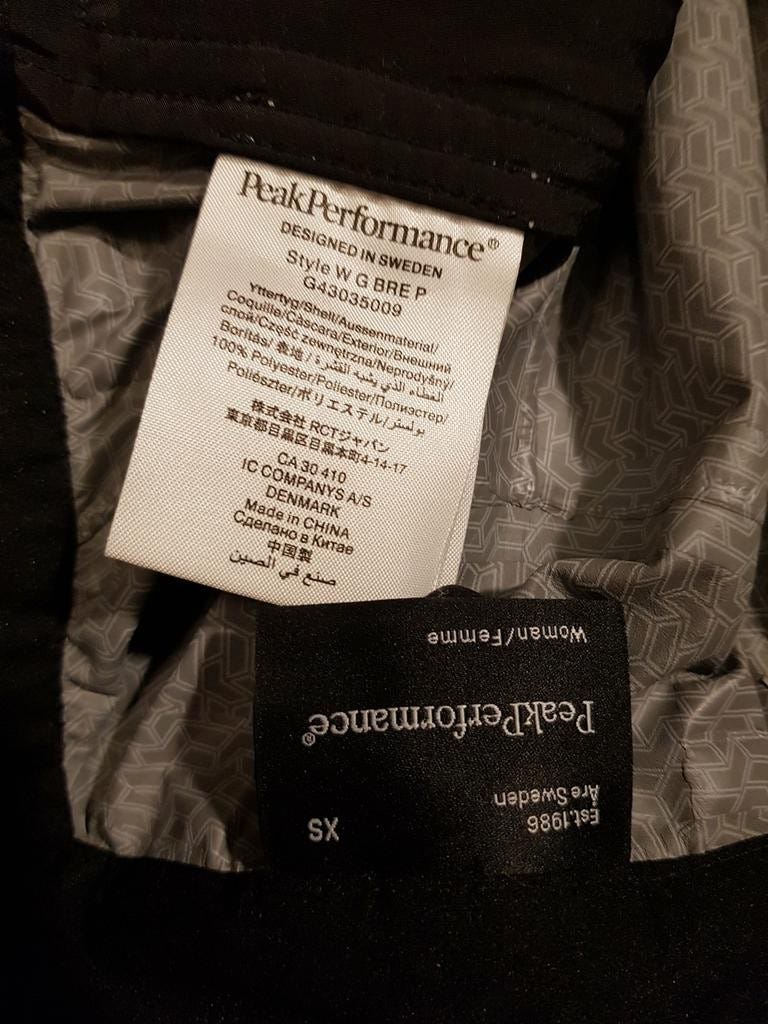 PeakPerformance®
DESIGNED IN SWEDEN
Style W G BRE P
G43035009
Yttertyg/Shell/Aussenmaterial/
Coquille/Cáscara/Exterior/Внешний
слой/Część zewnętrzna/Neprodyšný/
Borítás/表地/الغطاء الذي يشبه القشرة
100% Polyester/Poliester/Полиэстер/
Poliészter/ポリエステル/بوليستر
株式会社 RCTジャパン
東京都目黒区目黒本町4-14-17
CA 30 410
IC COMPANYS A/S
DENMARK
Made in CHINA
Сделано в Китае
中国製
صنع في الصين
Woman/Femme
PeakPerformance®
Est.1986
Åre Sweden
XS